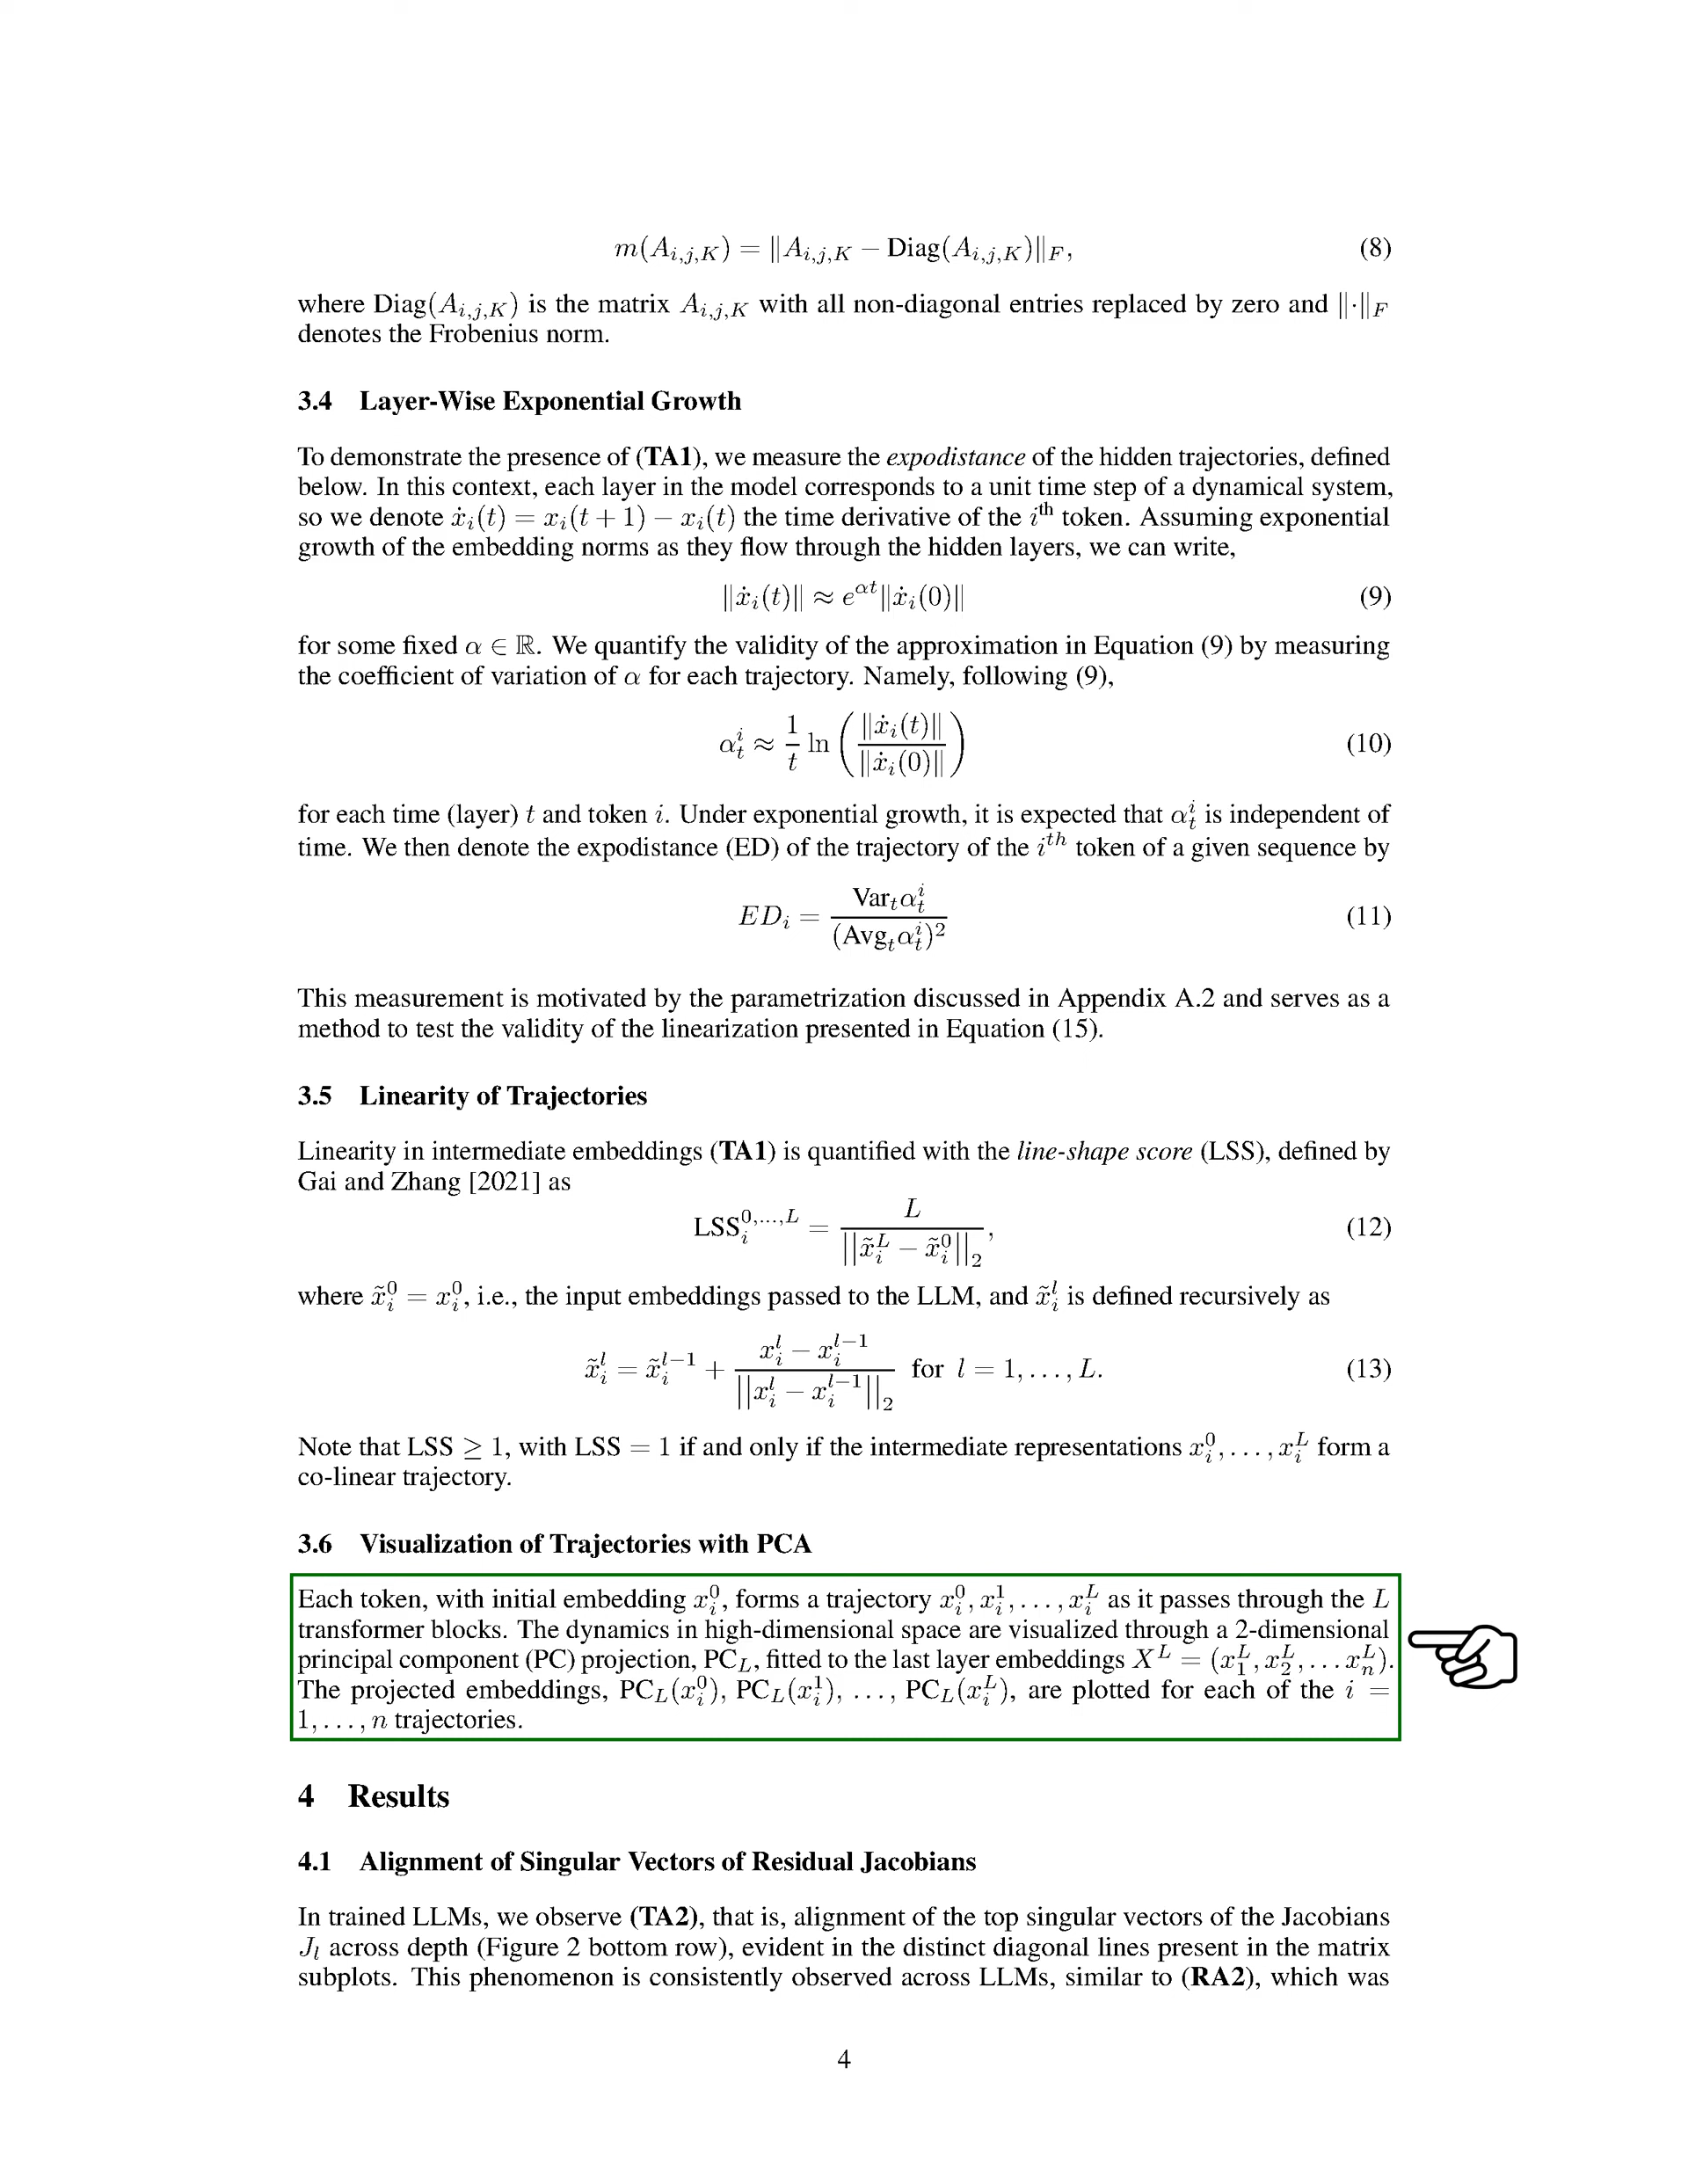 m(A_{i,j,K}) = ‖A_{i,j,K} − Diag(A_{i,j,K})‖_F, (8)
where Diag(A_{i,j,K}) is the matrix A_{i,j,K} with all non-diagonal entries replaced by zero and ‖·‖_F
denotes the Frobenius norm.
3.4 Layer-Wise Exponential Growth
To demonstrate the presence of (TA1), we measure the expodistance of the hidden trajectories, defined
below. In this context, each layer in the model corresponds to a unit time step of a dynamical system,
so we denote ẋ_i(t) = x_i(t + 1) − x_i(t) the time derivative of the i^th token. Assuming exponential
growth of the embedding norms as they flow through the hidden layers, we can write,
‖ẋ_i(t)‖ ≈ e^{αt}‖ẋ_i(0)‖ (9)
for some fixed α ∈ ℝ. We quantify the validity of the approximation in Equation (9) by measuring
the coefficient of variation of α for each trajectory. Namely, following (9),
α_t^i ≈ \frac{1}{t} ln ( \frac{‖ẋ_i(t)‖}{‖ẋ_i(0)‖} ) (10)
for each time (layer) t and token i. Under exponential growth, it is expected that α_t^i is independent of
time. We then denote the expodistance (ED) of the trajectory of the i^{th} token of a given sequence by
ED_i = \frac{Var_t α_t^i}{(Avg_t α_t^i)^2} (11)
This measurement is motivated by the parametrization discussed in Appendix A.2 and serves as a
method to test the validity of the linearization presented in Equation (15).
3.5 Linearity of Trajectories
Linearity in intermediate embeddings (TA1) is quantified with the line-shape score (LSS), defined by
Gai and Zhang [2021] as
LSS_i^{0,...,L} = \frac{L}{||x̃_i^L − x̃_i^0||_2}, (12)
where x̃_i^0 = x_i^0, i.e., the input embeddings passed to the LLM, and x̃_i^l is defined recursively as
x̃_i^l = x̃_i^{l−1} + \frac{x_i^l − x_i^{l−1}}{||x_i^l − x_i^{l−1}||_2} for l = 1, . . . , L. (13)
Note that LSS ≥ 1, with LSS = 1 if and only if the intermediate representations x_i^0, . . . , x_i^L form a
co-linear trajectory.
3.6 Visualization of Trajectories with PCA
Each token, with initial embedding x_i^0, forms a trajectory x_i^0, x_i^1, . . . , x_i^L as it passes through the L
transformer blocks. The dynamics in high-dimensional space are visualized through a 2-dimensional
principal component (PC) projection, PC_L, fitted to the last layer embeddings X^L = (x_1^L, x_2^L, . . . x_n^L).
The projected embeddings, PC_L(x_i^0), PC_L(x_i^1), . . . , PC_L(x_i^L), are plotted for each of the i =
1, . . . , n trajectories.
4 Results
4.1 Alignment of Singular Vectors of Residual Jacobians
In trained LLMs, we observe (TA2), that is, alignment of the top singular vectors of the Jacobians
J_l across depth (Figure 2 bottom row), evident in the distinct diagonal lines present in the matrix
subplots. This phenomenon is consistently observed across LLMs, similar to (RA2), which was
4